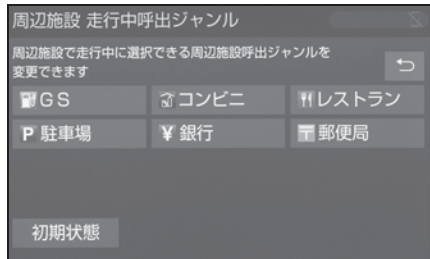 周辺施設 走行中呼出ジャンル
周辺施設で走行中に選択できる周辺施設呼出ジャンルを
変更できます
GS コンビニ レストラン
P 駐車場 ¥ 銀行 〒 郵便局
初期状態